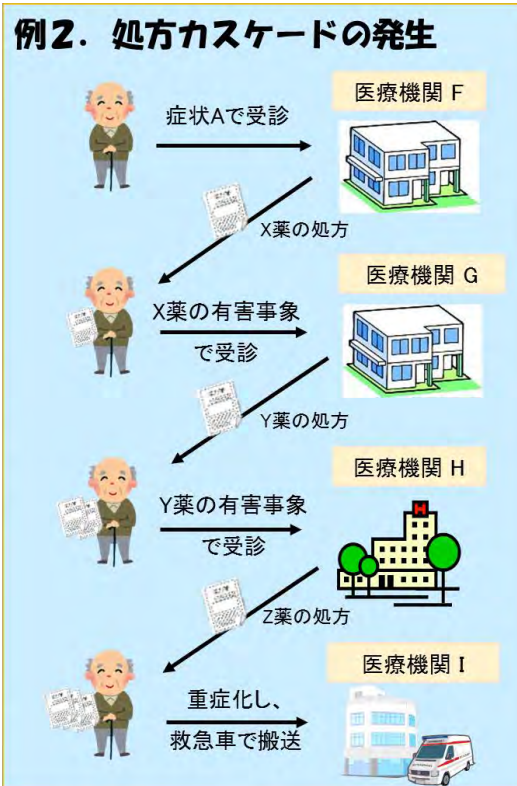 例２．処方カスケードの発生
医療機関 F
症状Aで受診
X薬の処方
医療機関 G
X薬の有害事象
で受診
Y薬の処方
医療機関 H
Y薬の有害事象
で受診
H
Z薬の処方
医療機関 I
重症化し、
救急車で搬送